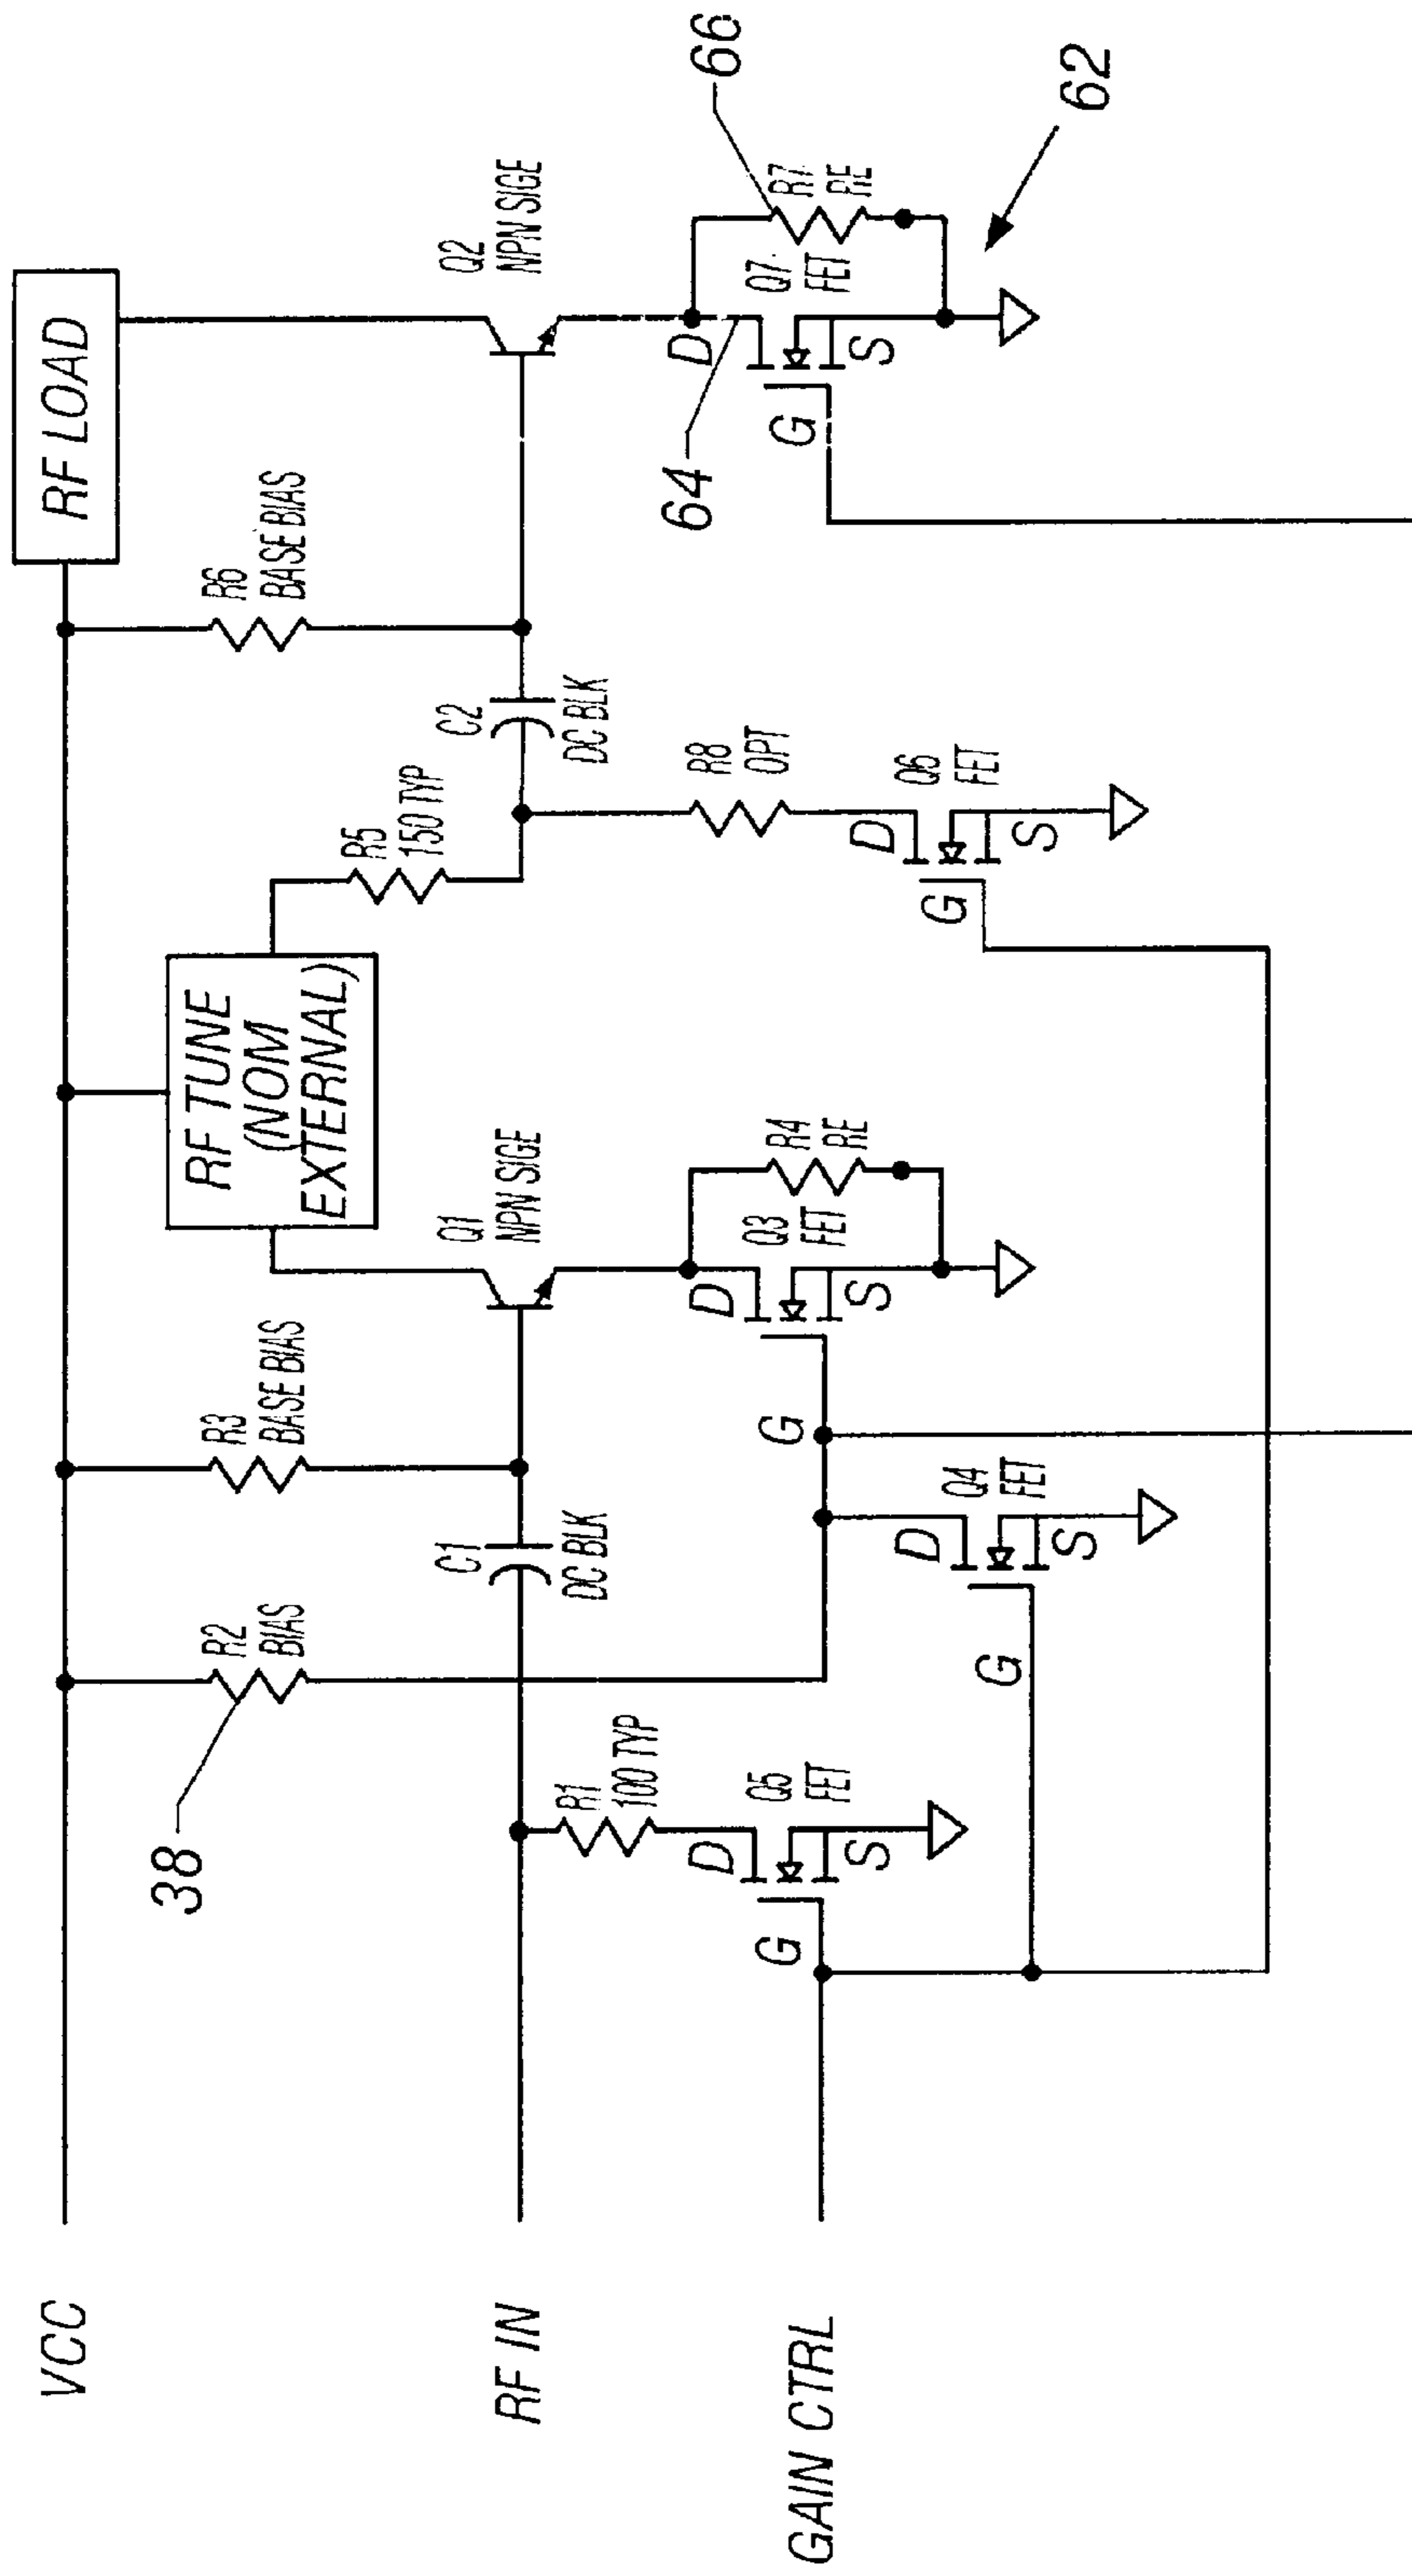 VCC
RF IN
GAIN CTRL
38
R2
BIAS
R3
BASE BIAS
RF TUNE
(NOM
EXTERNAL)
R5
150 TYP
R6
BASE BIAS
RF LOAD
C1
DC BLK
Q1
NPN SIGE
C2
DC BLK
Q2
NPN SIGE
R1
100 TYP
D
G
S
Q5
FET
G
D
S
Q3
FET
R4
RE
D
G
S
Q4
FET
R8
OPT
D
G
S
Q6
FET
64
D
G
S
Q7
FET
R7
RE
66
62